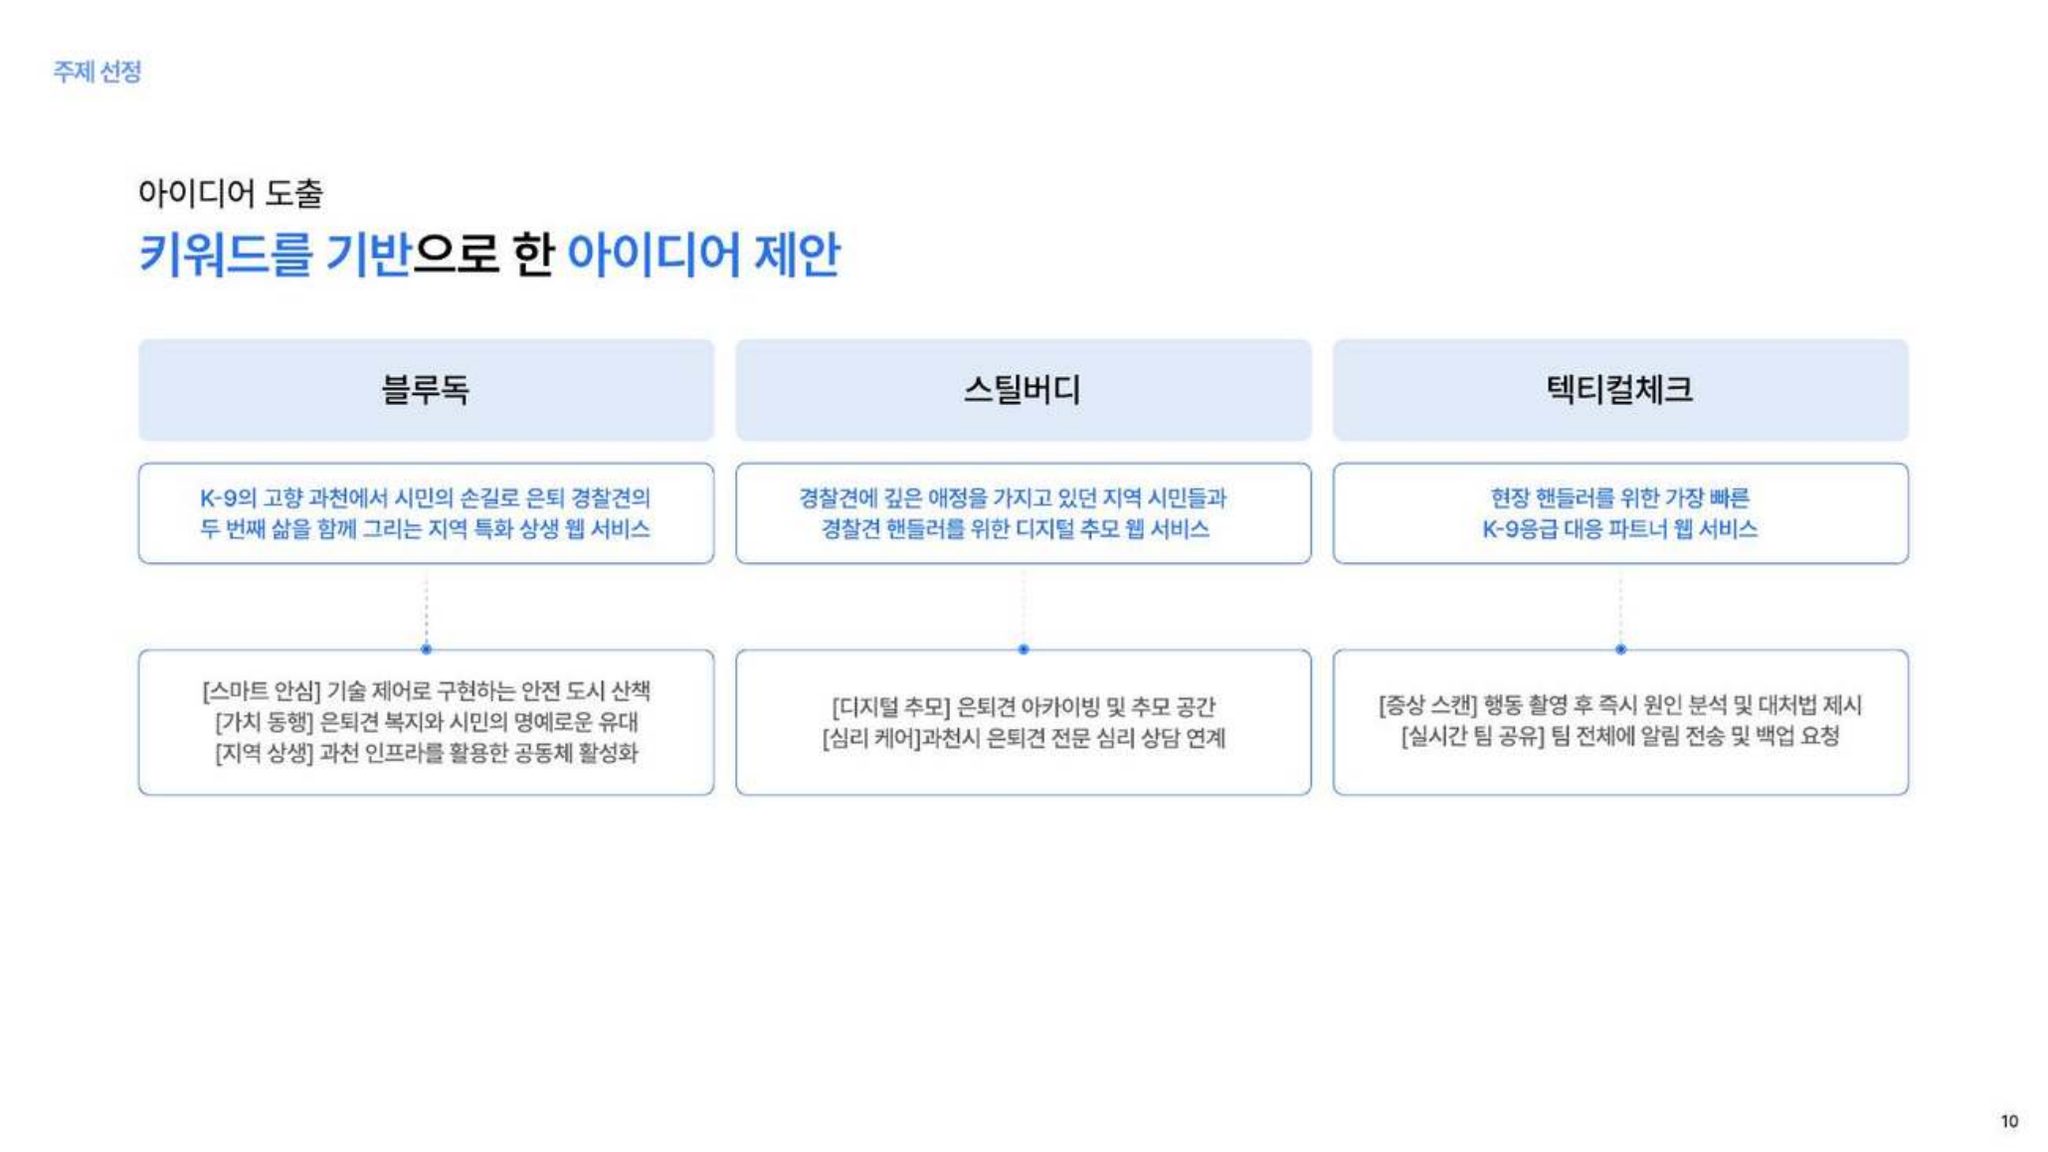 주제 선정
아이디어 도출
키워드를 기반으로 한 아이디어 제안
블루독
K-9의 고향 과천에서 시민의 손길로 은퇴 경찰견의
두 번째 삶을 함께 그리는 지역 특화 상생 웹 서비스
[스마트 안심] 기술 제어로 구현하는 안전 도시 산책
[가치 동행] 은퇴견 복지와 시민의 명예로운 유대
[지역 상생] 과천 인프라를 활용한 공동체 활성화
스틸버디
경찰견에 깊은 애정을 가지고 있던 지역 시민들과
경찰견 핸들러를 위한 디지털 추모 웹 서비스
[디지털 추모] 은퇴견 아카이빙 및 추모 공간
[심리 케어]과천시 은퇴견 전문 심리 상담 연계
텍티컬체크
현장 핸들러를 위한 가장 빠른
K-9응급 대응 파트너 웹 서비스
[증상 스캔] 행동 촬영 후 즉시 원인 분석 및 대처법 제시
[실시간 팀 공유] 팀 전체에 알림 전송 및 백업 요청
10